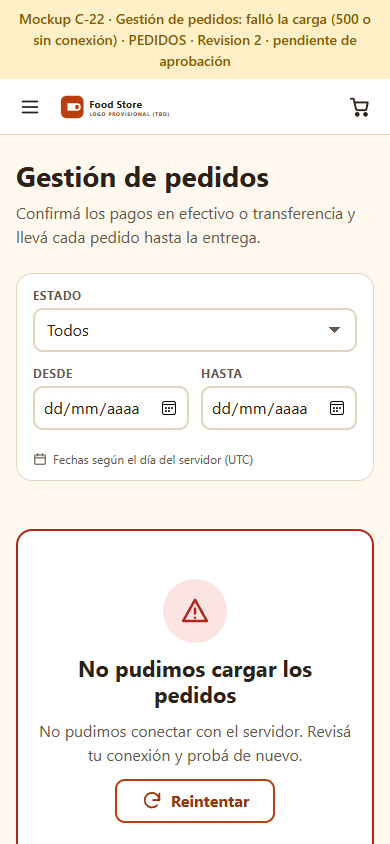 Mockup C-22 · Gestión de pedidos: falló la carga (500 o
sin conexión) · PEDIDOS · Revision 2 · pendiente de
aprobación
Food Store
LOGO PROVISIONAL (TBD)
Gestión de pedidos
Confirmá los pagos en efectivo o transferencia y
llevá cada pedido hasta la entrega.
ESTADO
Todos
DESDE
HASTA
dd/mm/aaaa
dd/mm/aaaa
Fechas según el día del servidor (UTC)
No pudimos cargar los
pedidos
No pudimos conectar con el servidor. Revisá
tu conexión y probá de nuevo.
Reintentar